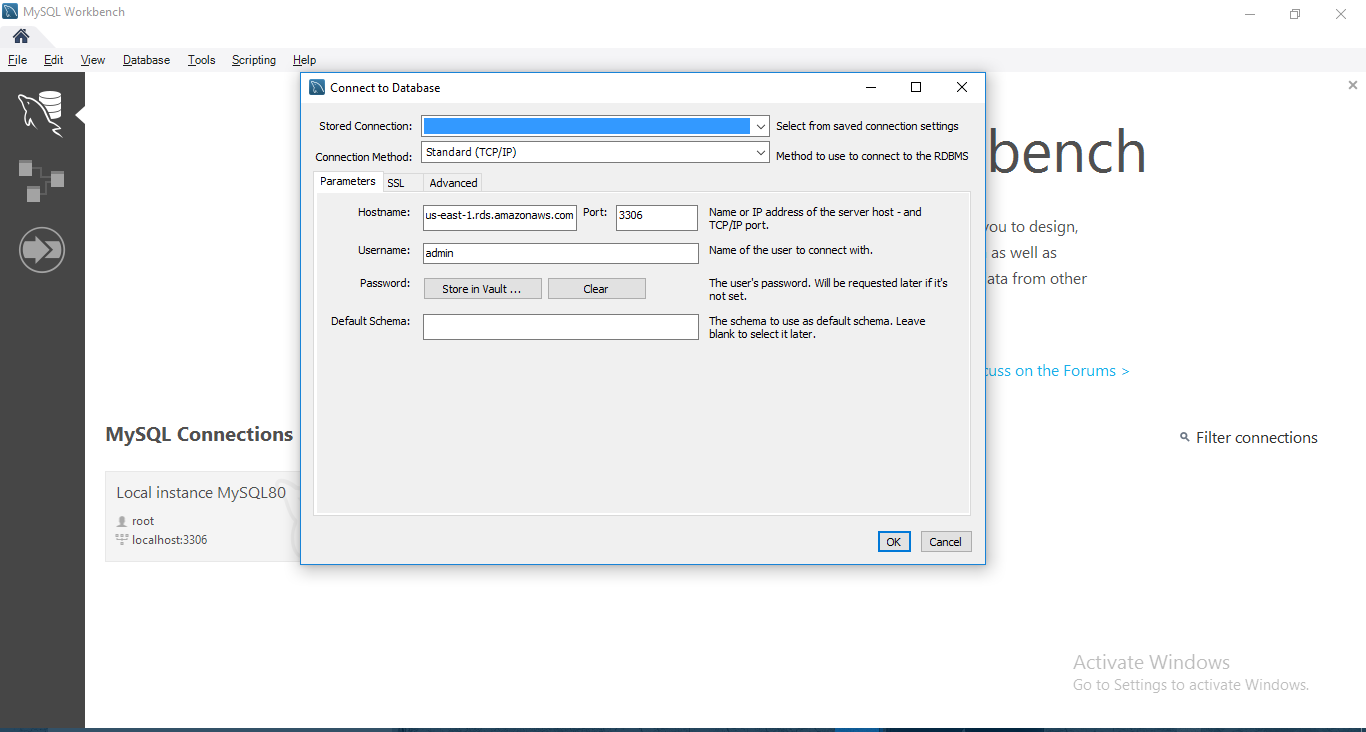 MySQL Workbench
File Edit View Database Tools Scripting Help
Connect to Database
Stored Connection: Select from saved connection settings
Connection Method: Standard (TCP/IP) Method to use to connect to the RDBMS
Parameters SSL Advanced
Hostname: us-east-1.rds.amazonaws.com Port: 3306 Name or IP address of the server host - and
TCP/IP port.
Username: admin Name of the user to connect with.
Password: Store in Vault ... Clear The user's password. Will be requested later if it's
not set.
Default Schema: The schema to use as default schema. Leave
blank to select it later.
OK Cancel
bench
you to design,
as well as
ata from other
cuss on the Forums >
MySQL Connections
Filter connections
Local instance MySQL80
root
localhost:3306
Activate Windows
Go to Settings to activate Windows.